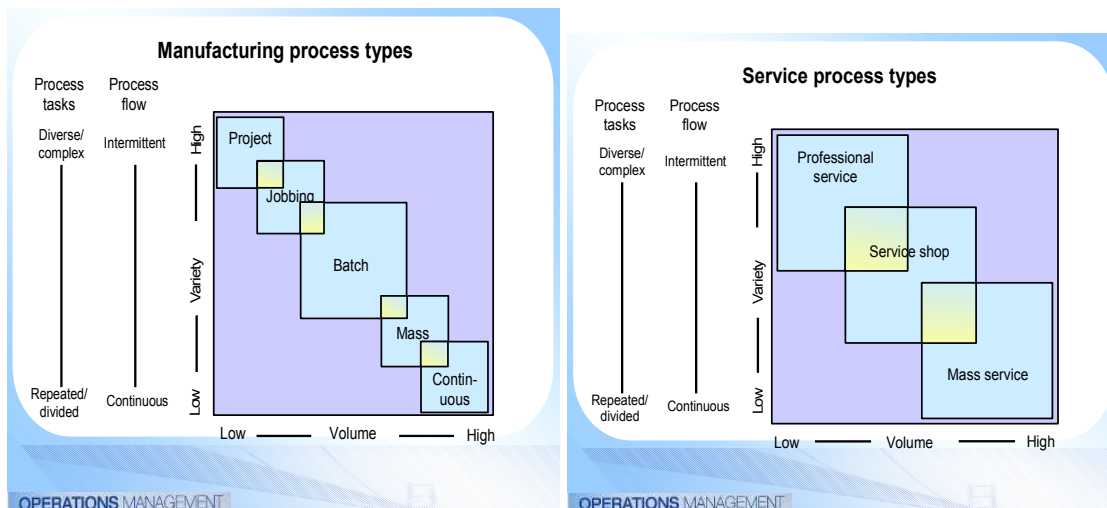 Manufacturing process types
Process
tasks
Process
flow
Diverse/
complex
Intermittent
High
Variety
Low
Project
Jobbing
Batch
Mass
Contin-
uous
Repeated/
divided
Continuous
Low
Volume
High
OPERATIONS MANAGEMENT
Service process types
Process
tasks
Process
flow
Diverse/
complex
Intermittent
High
Variety
Low
Professional
service
Service shop
Mass service
Repeated/
divided
Continuous
Low
Volume
High
OPERATIONS MANAGEMENT